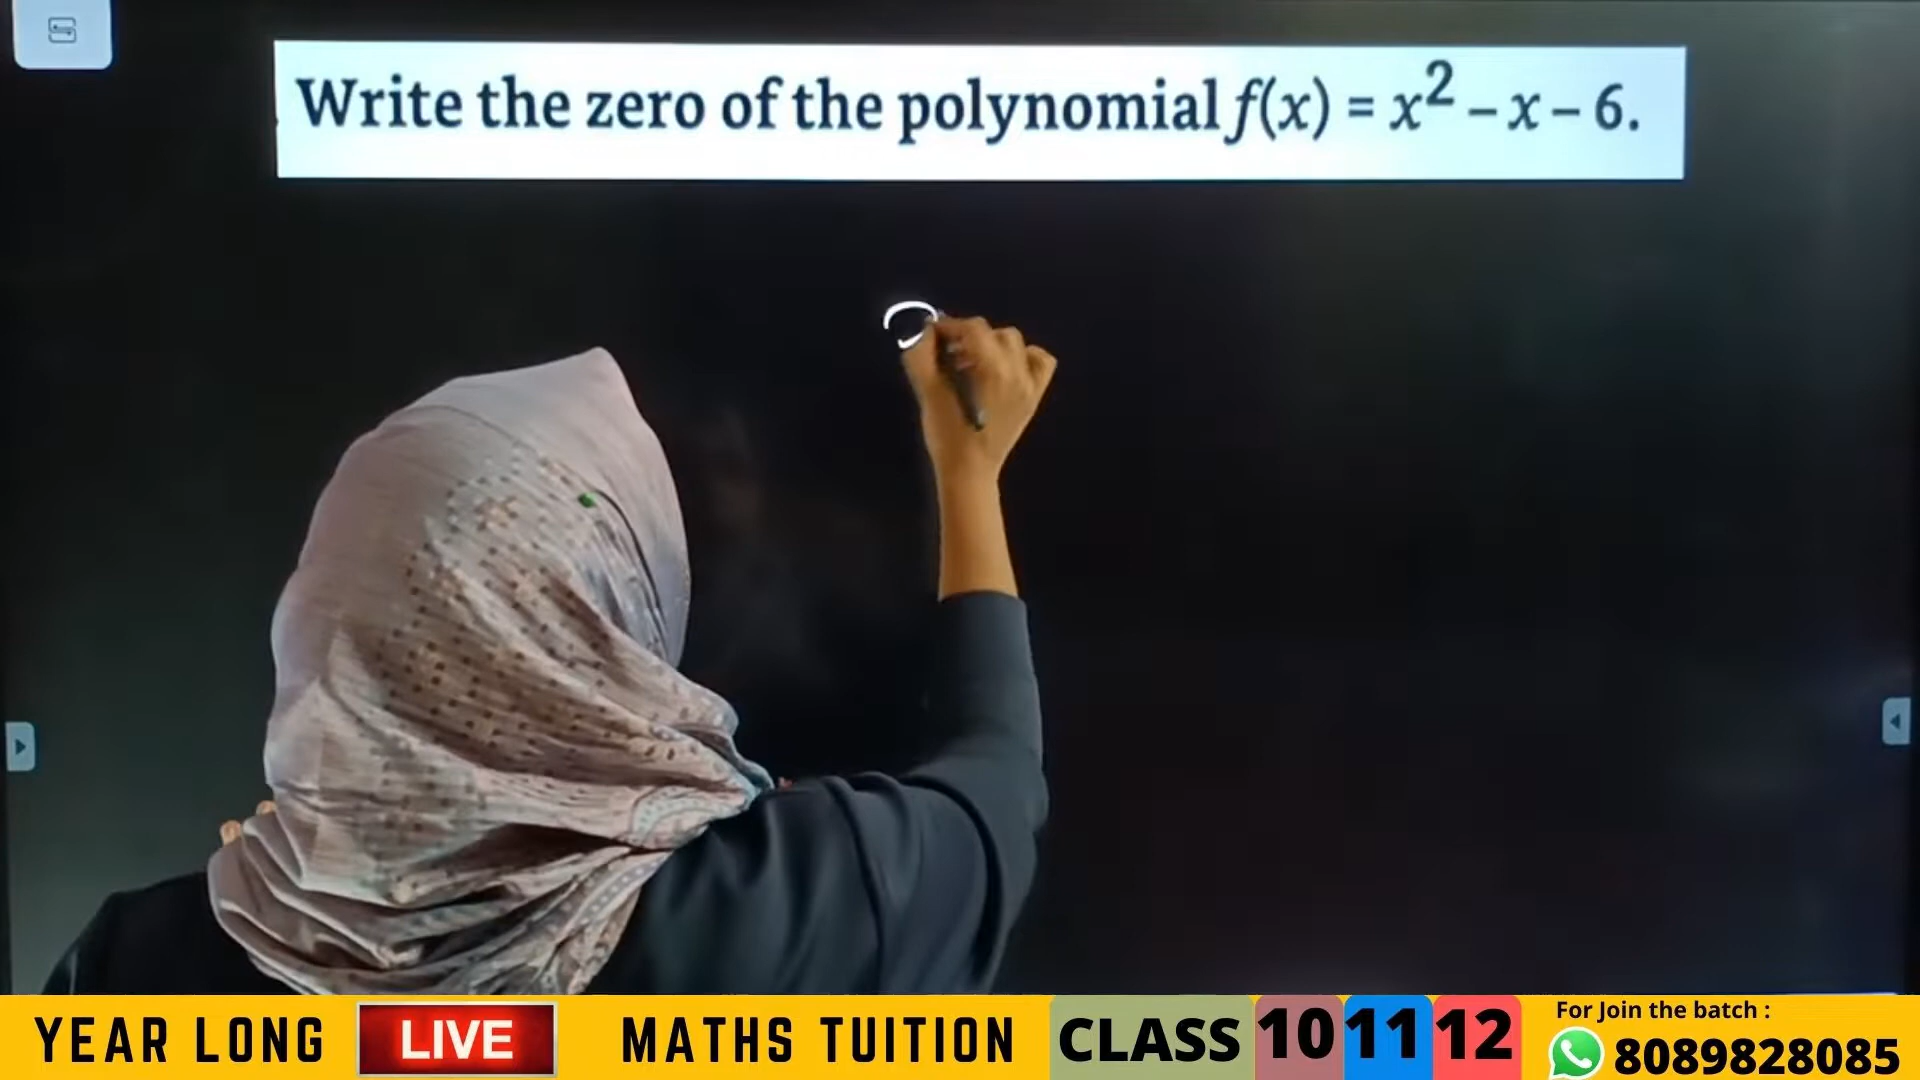 Write the zero of the polynomial f(x) = x² – x – 6.
YEAR LONG LIVE MATHS TUITION CLASS 10 11 12
For Join the batch :
8089828085